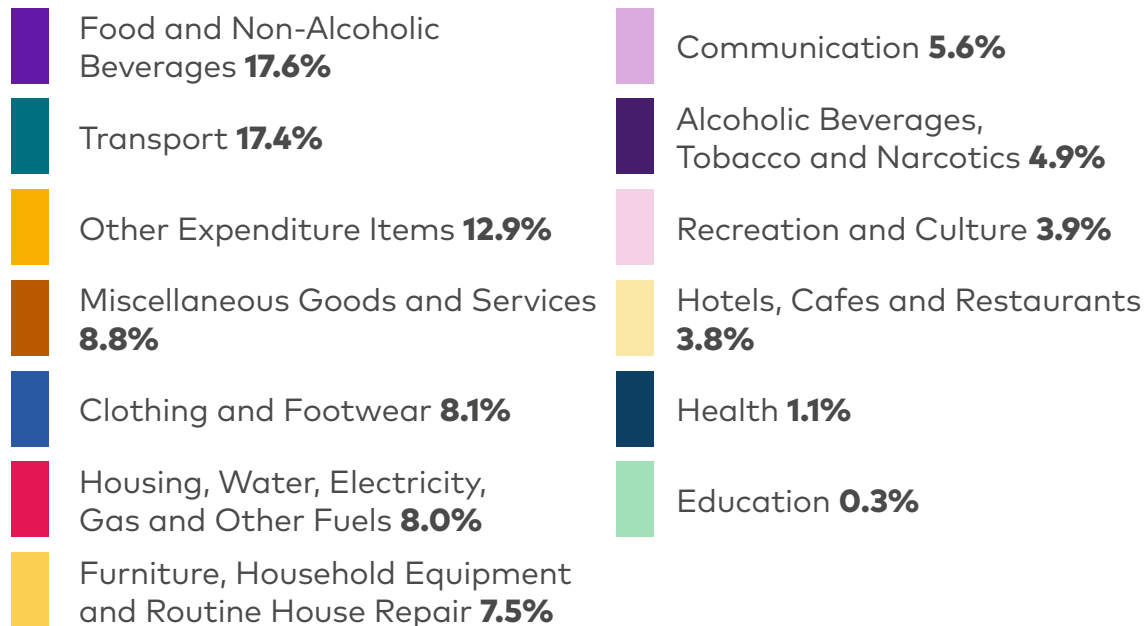 Food and Non-Alcoholic
Beverages 17.6%
Transport 17.4%
Other Expenditure Items 12.9%
Miscellaneous Goods and Services
8.8%
Clothing and Footwear 8.1%
Housing, Water, Electricity,
Gas and Other Fuels 8.0%
Furniture, Household Equipment
and Routine House Repair 7.5%
Communication 5.6%
Alcoholic Beverages,
Tobacco and Narcotics 4.9%
Recreation and Culture 3.9%
Hotels, Cafes and Restaurants
3.8%
Health 1.1%
Education 0.3%